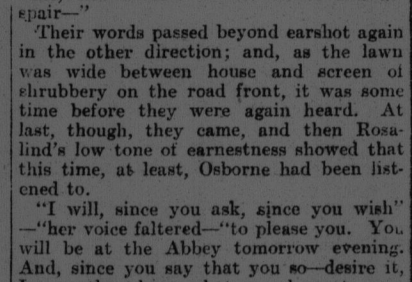 spair—"
Their words passed beyond earshot again
in the other direction; and, as the lawn
was wide between house and screen of
shrubbery on the road front, it was some
time before they were again heard. At
last, though, they came, and then Rosa-
lind's low tone of earnestness showed that
this time, at least, Osborne had been list-
ened to.
"I will, since you ask, since you wish"
—"her voice faltered—"to please you. You
will be at the Abbey tomorrow evening.
And, since you say that you so—desire it,